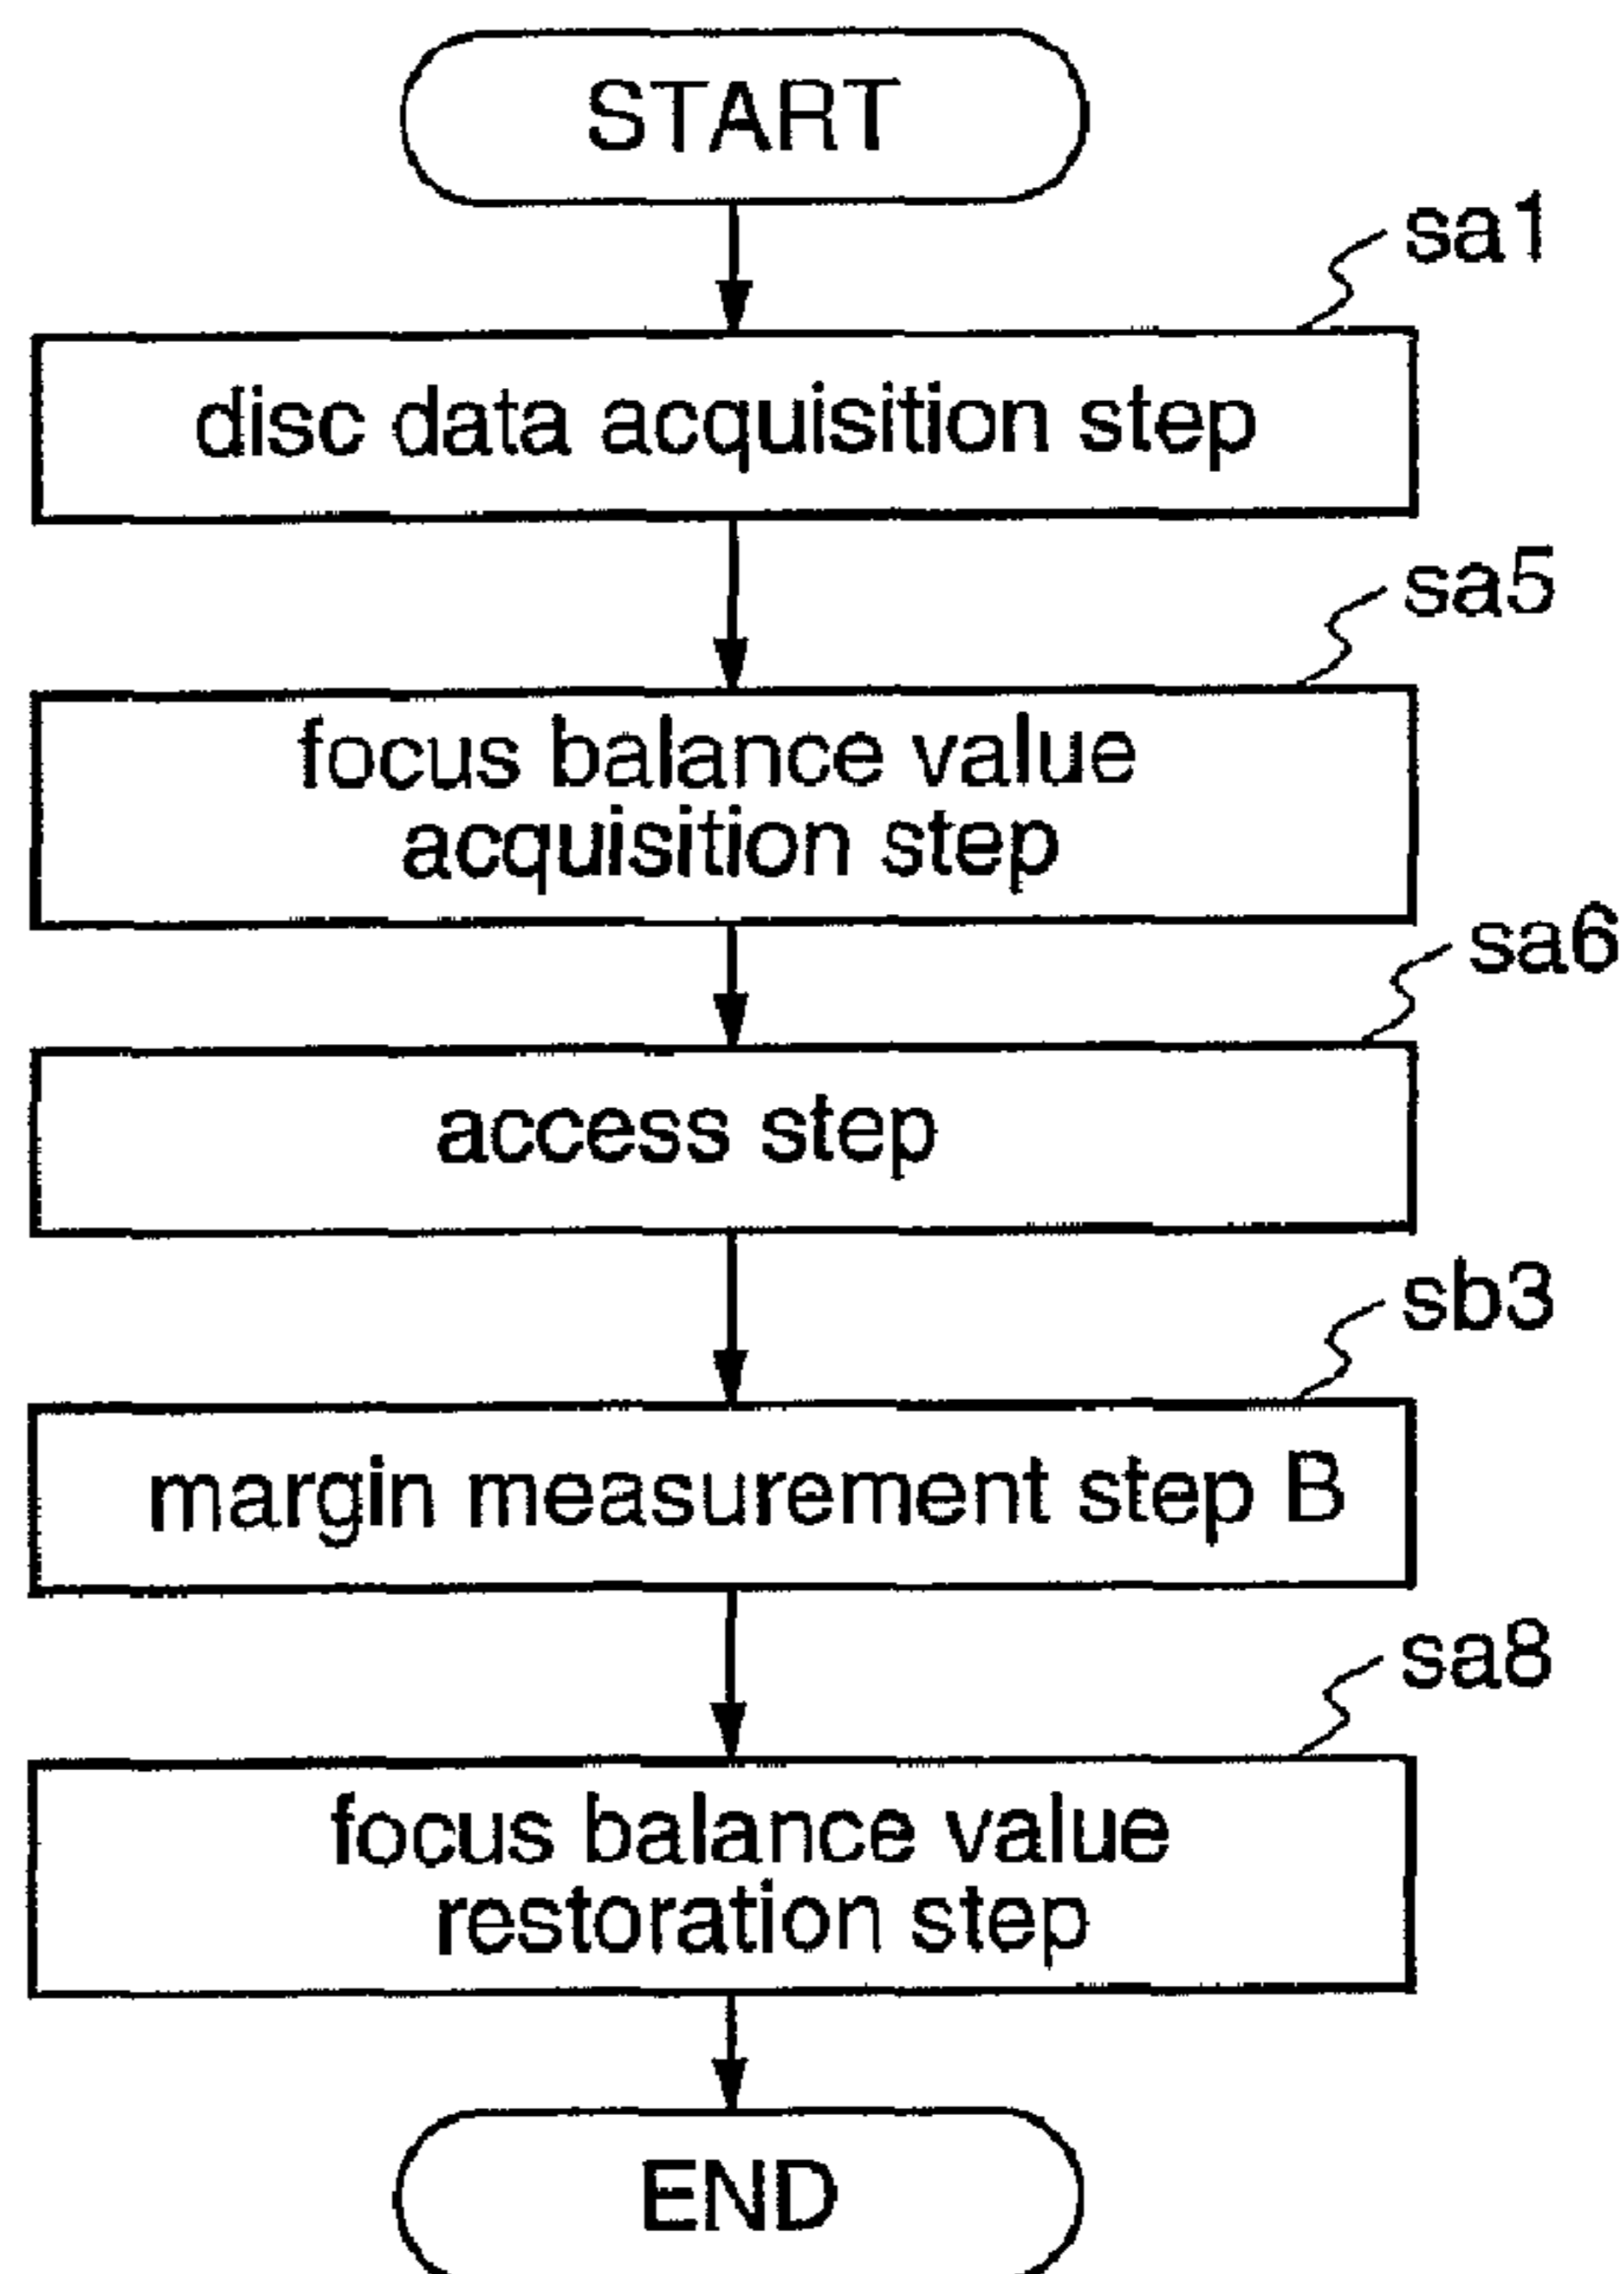 START
sa1
disc data acquisition step
sa5
focus balance value
acquisition step
sa6
access step
sb3
margin measurement step B
sa8
focus balance value
restoration step
END